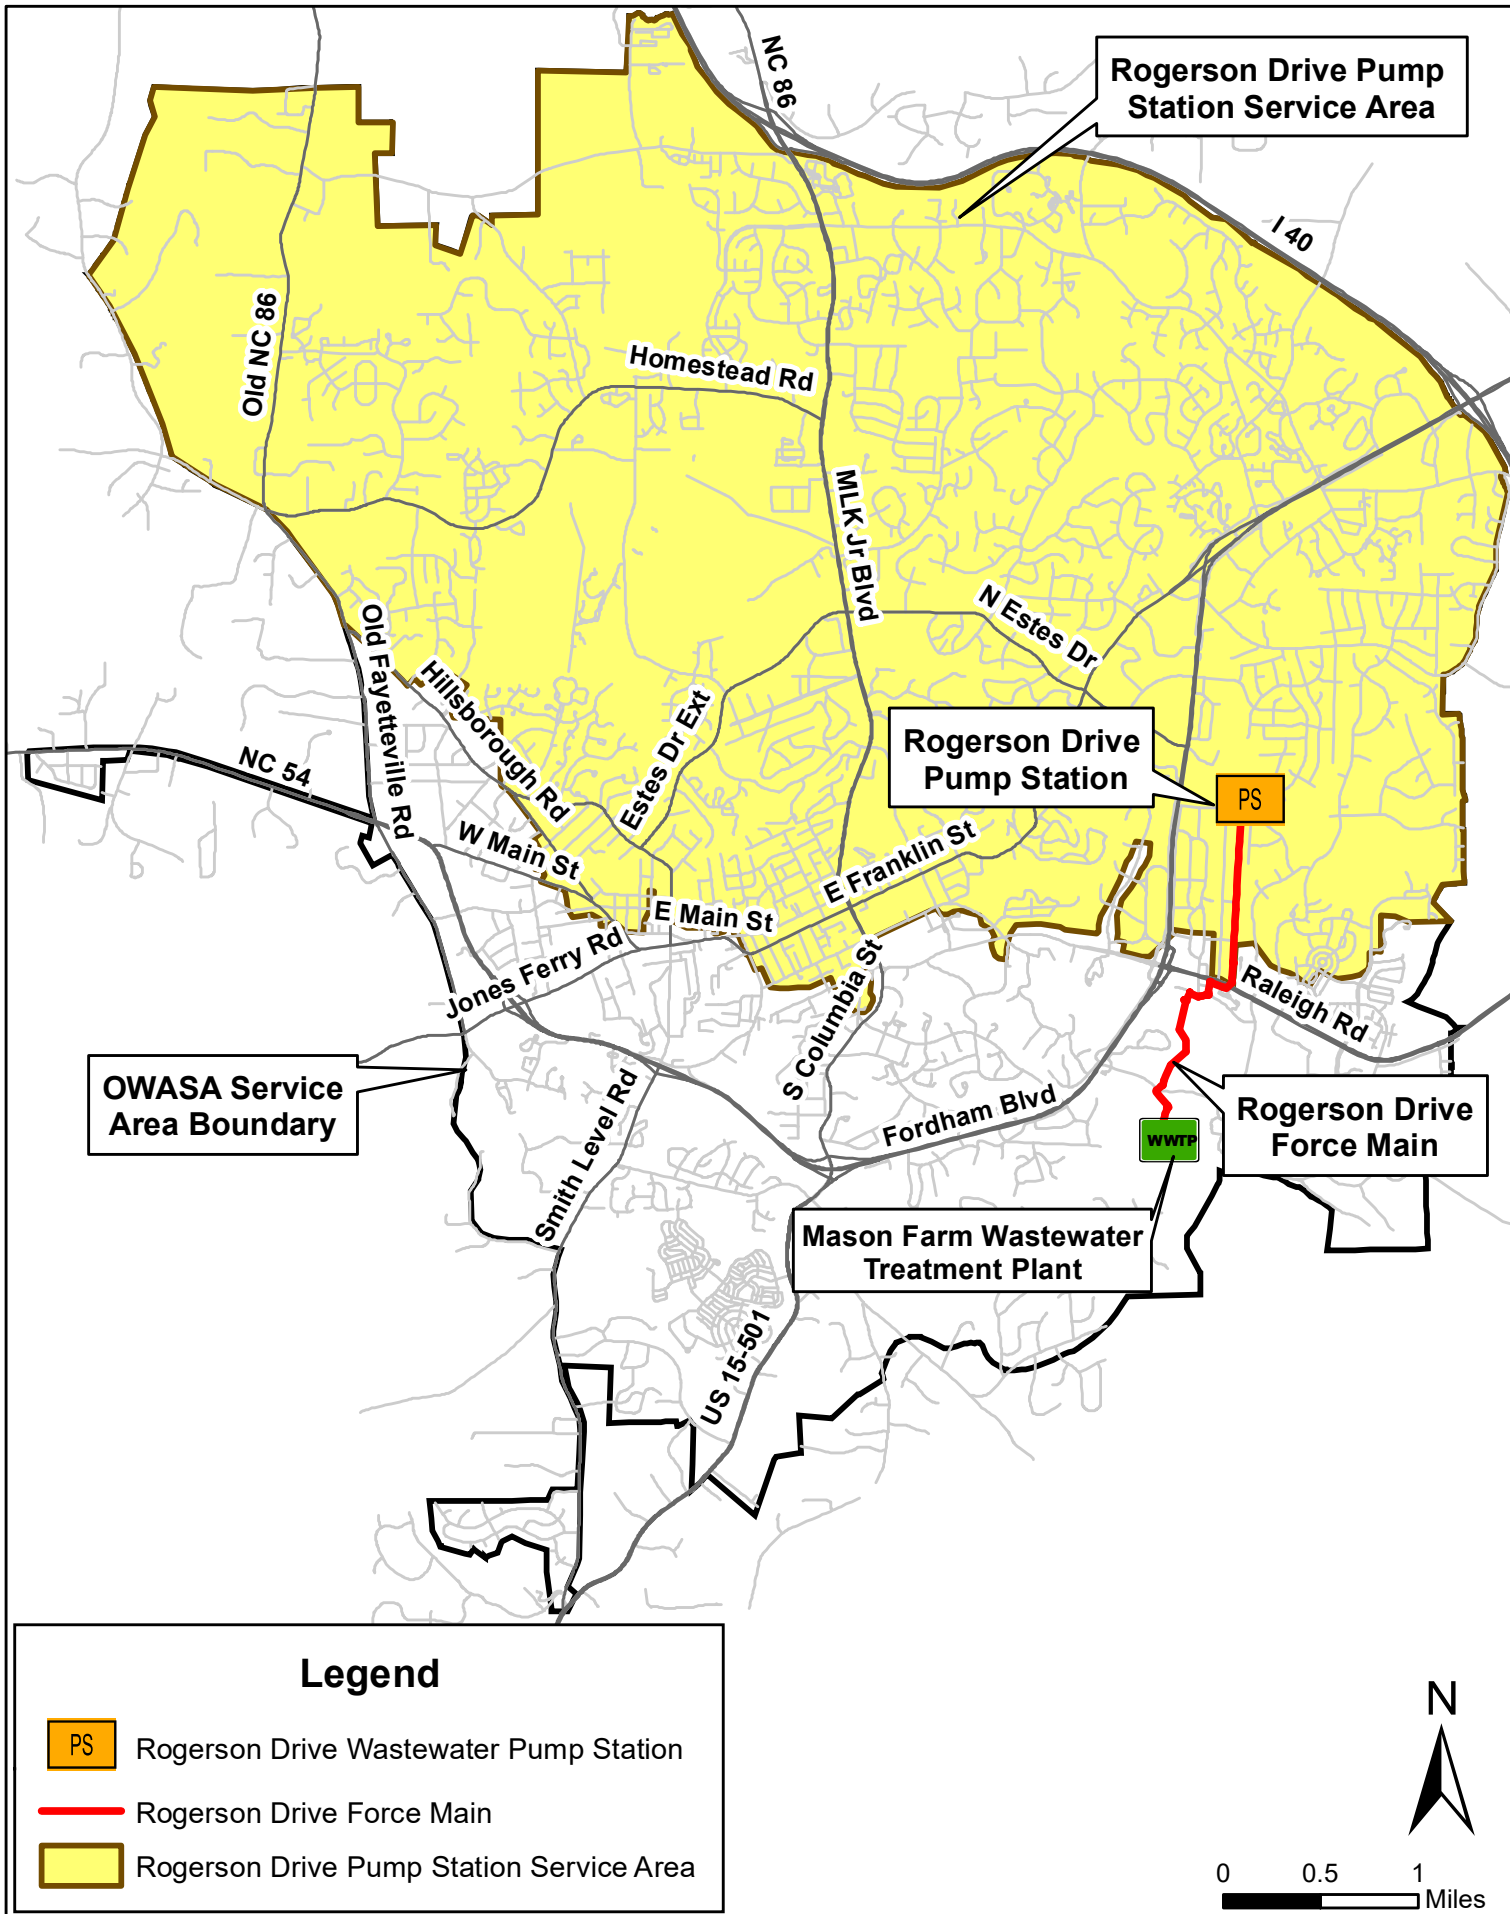 NC 86
Rogerson Drive Pump
Station Service Area
I 40
Old NC 86
Homestead Rd
MLK Jr Blvd
N Estes Dr
Old Fayetteville Rd
Hillsborough Rd
Estes Dr Ext
Rogerson Drive
Pump Station
PS
NC 54
W Main St
E Franklin St
E Main St
Jones Ferry Rd
S Columbia St
Raleigh Rd
OWASA Service
Area Boundary
Smith Level Rd
Fordham Blvd
Rogerson Drive
Force Main
WWTP
Mason Farm Wastewater
Treatment Plant
US 15-501
Legend
PS
Rogerson Drive Wastewater Pump Station
Rogerson Drive Force Main
Rogerson Drive Pump Station Service Area
N
0 0.5 1
Miles